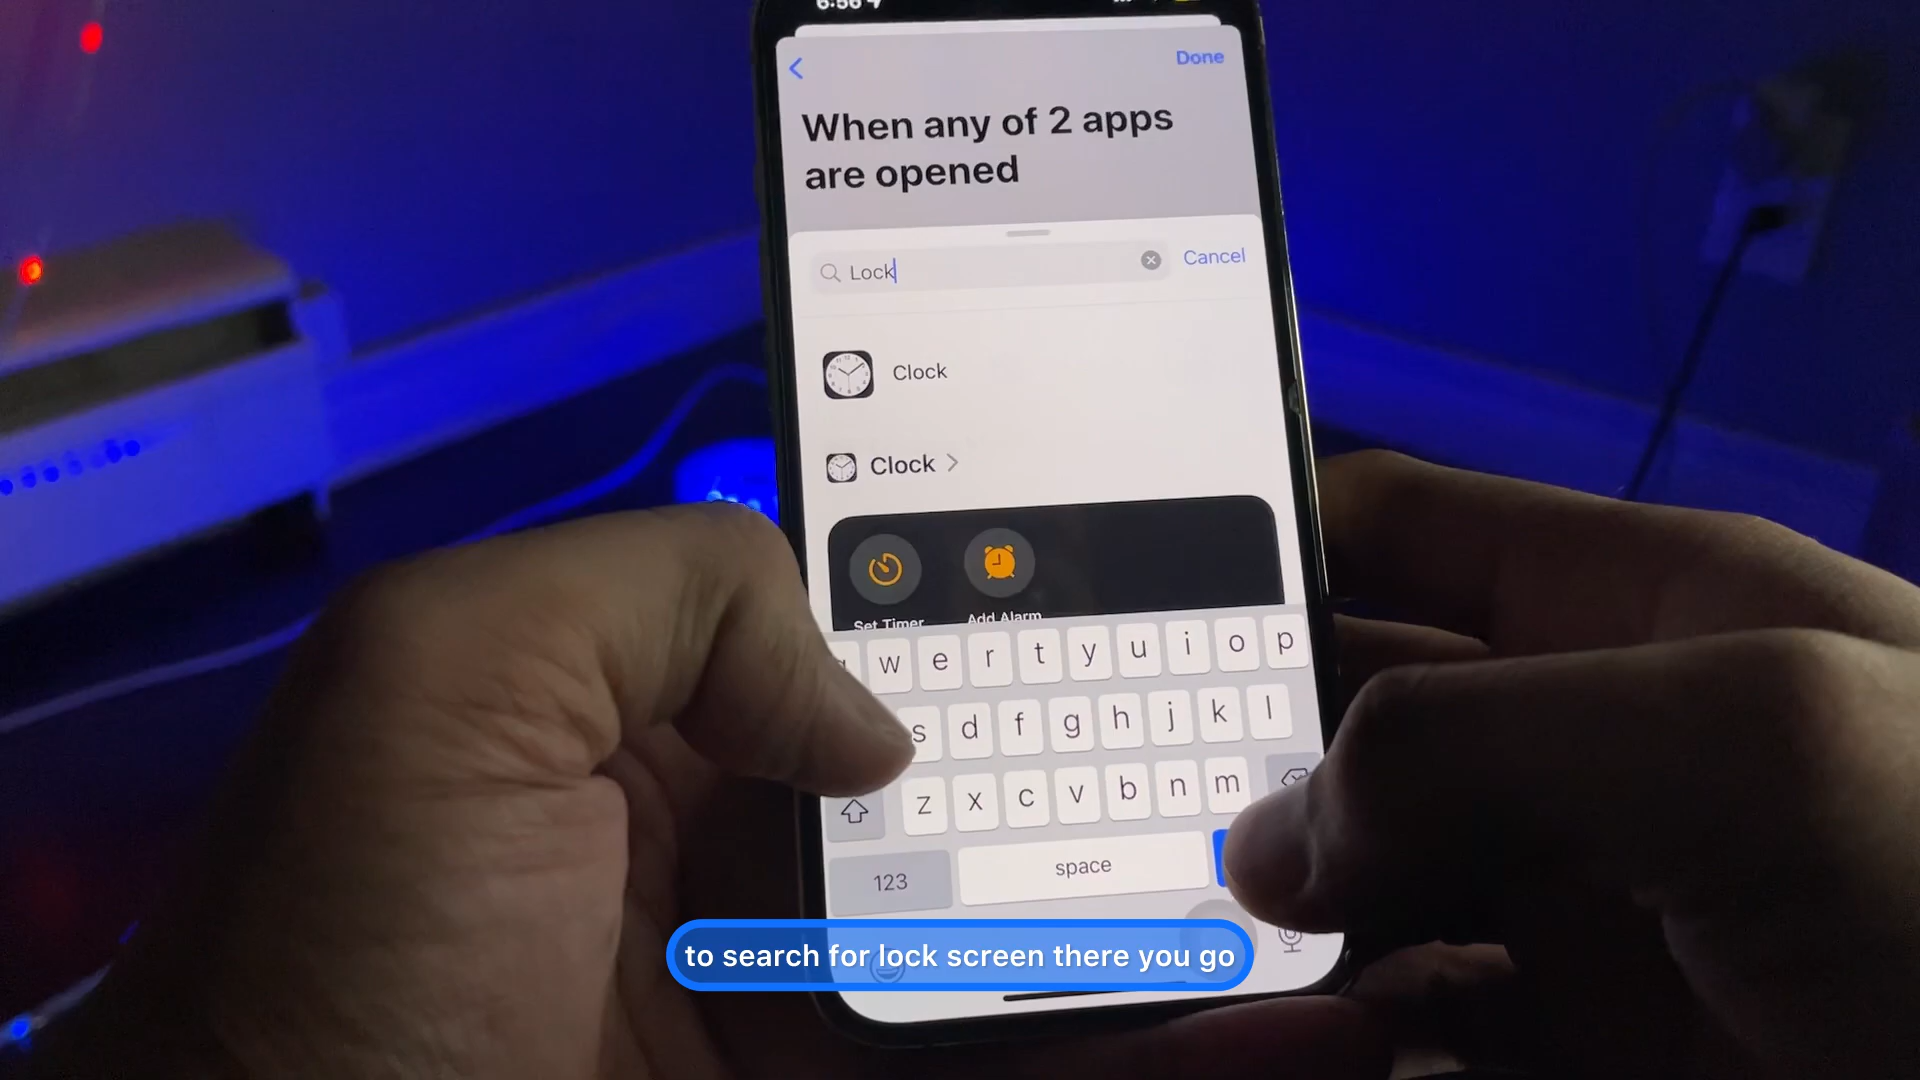 6:56
Done
When any of 2 apps
are opened
Lock
Cancel
Clock
Clock
Set Timer
Add Alarm
w e r t y u i o p
s d f g h j k l
z x c v b n m
123
space
to search for lock screen there you go